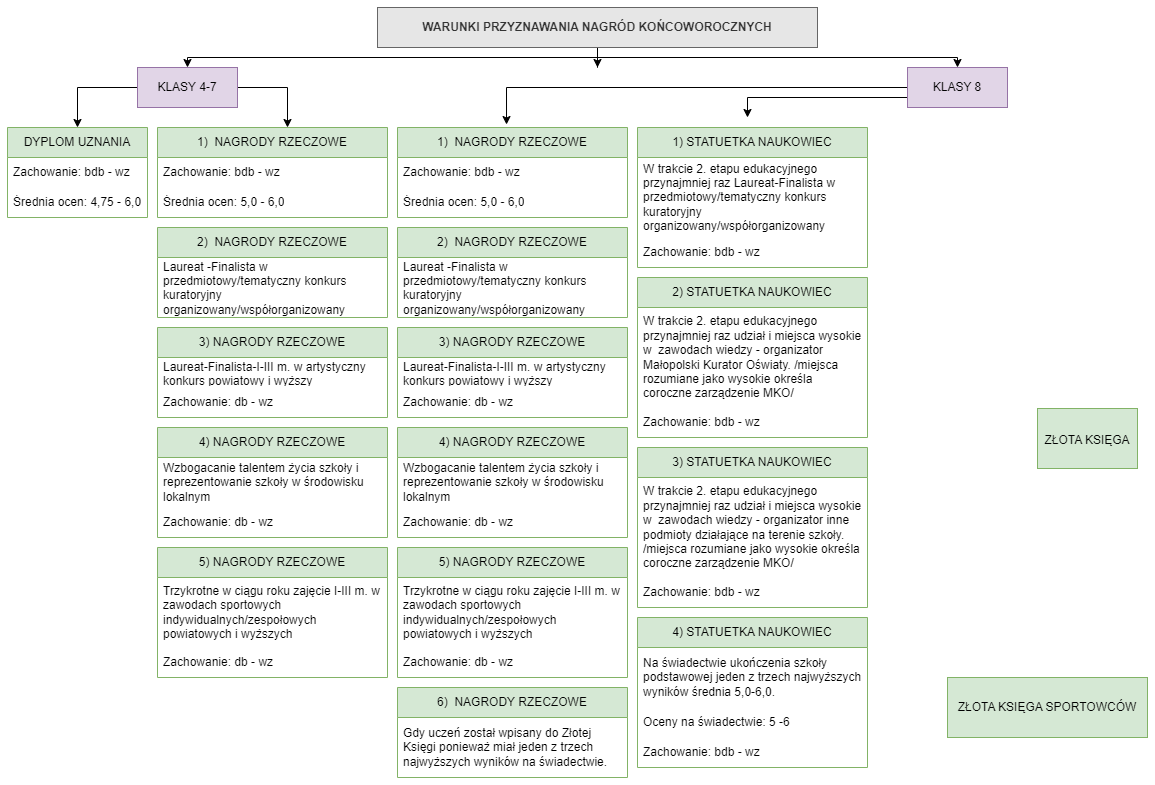 WARUNKI PRZYZNAWANIA NAGRÓD KOŃCOWOROCZNYCH
KLASY 4-7
KLASY 8
DYPLOM UZNANIA
Zachowanie: bdb - wz
Średnia ocen: 4,75 - 6,0
1) NAGRODY RZECZOWE
Zachowanie: bdb - wz
Średnia ocen: 5,0 - 6,0
2) NAGRODY RZECZOWE
Laureat -Finalista w
przedmiotowy/tematyczny konkurs
kuratoryjny
organizowany/współorganizowany
3) NAGRODY RZECZOWE
Laureat-Finalista-I-III m. w artystyczny
konkurs powiatowy i wyższy
Zachowanie: db - wz
4) NAGRODY RZECZOWE
Wzbogacanie talentem życia szkoły i
reprezentowanie szkoły w środowisku
lokalnym
Zachowanie: db - wz
5) NAGRODY RZECZOWE
Trzykrotne w ciągu roku zajęcie I-III m. w
zawodach sportowych
indywidualnych/zespołowych
powiatowych i wyższych
Zachowanie: db - wz
1) NAGRODY RZECZOWE
Zachowanie: bdb - wz
Średnia ocen: 5,0 - 6,0
2) NAGRODY RZECZOWE
Laureat -Finalista w
przedmiotowy/tematyczny konkurs
kuratoryjny
organizowany/współorganizowany
3) NAGRODY RZECZOWE
Laureat-Finalista-I-III m. w artystyczny
konkurs powiatowy i wyższy
Zachowanie: db - wz
4) NAGRODY RZECZOWE
Wzbogacanie talentem życia szkoły i
reprezentowanie szkoły w środowisku
lokalnym
Zachowanie: db - wz
5) NAGRODY RZECZOWE
Trzykrotne w ciągu roku zajęcie I-III m. w
zawodach sportowych
indywidualnych/zespołowych
powiatowych i wyższych
Zachowanie: db - wz
6) NAGRODY RZECZOWE
Gdy uczeń został wpisany do Złotej
Księgi ponieważ miał jeden z trzech
najwyższych wyników na świadectwie.
1) STATUETKA NAUKOWIEC
W trakcie 2. etapu edukacyjnego
przynajmniej raz Laureat-Finalista w
przedmiotowy/tematyczny konkurs
kuratoryjny
organizowany/współorganizowany
Zachowanie: bdb - wz
2) STATUETKA NAUKOWIEC
W trakcie 2. etapu edukacyjnego
przynajmniej raz udział i miejsca wysokie
w zawodach wiedzy - organizator
Małopolski Kurator Oświaty. /miejsca
rozumiane jako wysokie określa
coroczne zarządzenie MKO/
Zachowanie: bdb - wz
3) STATUETKA NAUKOWIEC
W trakcie 2. etapu edukacyjnego
przynajmniej raz udział i miejsca wysokie
w zawodach wiedzy - organizator inne
podmioty działające na terenie szkoły.
/miejsca rozumiane jako wysokie określa
coroczne zarządzenie MKO/
Zachowanie: bdb - wz
4) STATUETKA NAUKOWIEC
Na świadectwie ukończenia szkoły
podstawowej jeden z trzech najwyższych
wyników średnia 5,0-6,0.
Oceny na świadectwie: 5 -6
Zachowanie: bdb - wz
ZŁOTA KSIĘGA
ZŁOTA KSIĘGA SPORTOWCÓW